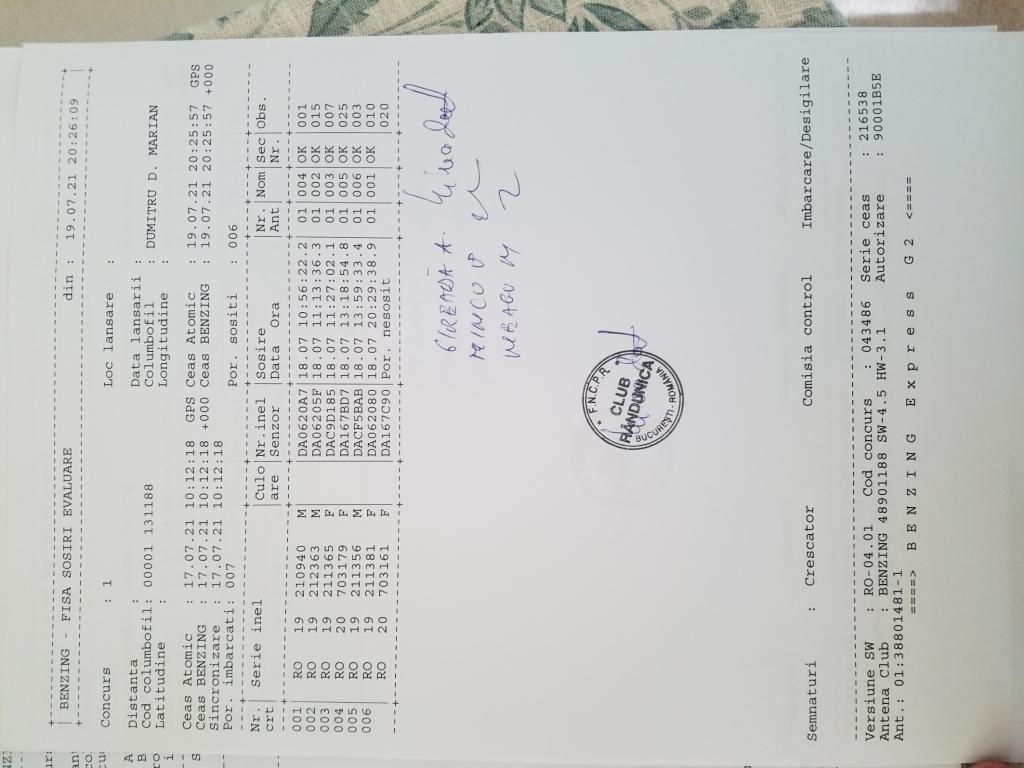 BENZING - FISA SOSIRI EVALUARE din : 19.07.21 20:26:09
Concurs : 1 Loc lansare :
Distanta : Data lansarii :
Cod columbofil: 00001 131188 Columbofil : DUMITRU D. MARIAN
Latitudine : Longitudine :
Ceas Atomic : 17.07.21 10:12:18 GPS Ceas Atomic : 19.07.21 20:25:57 GPS
Ceas BENZING : 17.07.21 10:12:18 +000 Ceas BENZING : 19.07.21 20:25:57 +000
Sincronizare : 17.07.21 10:12:18
Por. imbarcati: 007 Por. sositi : 006
Nr. | Serie inel |Culo|Nr.inel |Sosire |Nr. |Nom|Sec|Obs.
crt | |are |Senzor |Data Ora |Ant | |Nr.|
001 | RO 19 210940 M | |DA0620A7|18.07 10:56:22.2| 01|004|OK |001
002 | RO 19 212363 M | |DA06205F|18.07 11:13:36.3| 01|002|OK |015
003 | RO 19 211365 F | |DAC9D185|18.07 11:27:02.1| 01|003|OK |007
004 | RO 20 703179 F | |DA167BD7|18.07 13:18:54.8| 01|005|OK |025
005 | RO 19 211356 M | |DACF5BAB|18.07 13:59:33.4| 01|006|OK |003
006 | RO 19 211381 F | |DA062080|18.07 20:29:38.9| 01|001|OK |010
| RO 20 703161 F | |DA167C90|Por. nesosit | | | |020
F.N.C.P.R.
CLUB
RÂNDUNICA
BUCUREȘTI-ROMANIA
Semnaturi : Crescator Comisia control Imbarcare/Desigilare
Versiune SW : RO-04.01 Cod concurs : 043486 Serie ceas : 216538
Antena Club : BENZING 48901188 SW-4.5 HW-3.1 Autorizare : 90001B5E
Ant.: 01:38801481-1
====> B E N Z I N G E x p r e s s G 2 <====